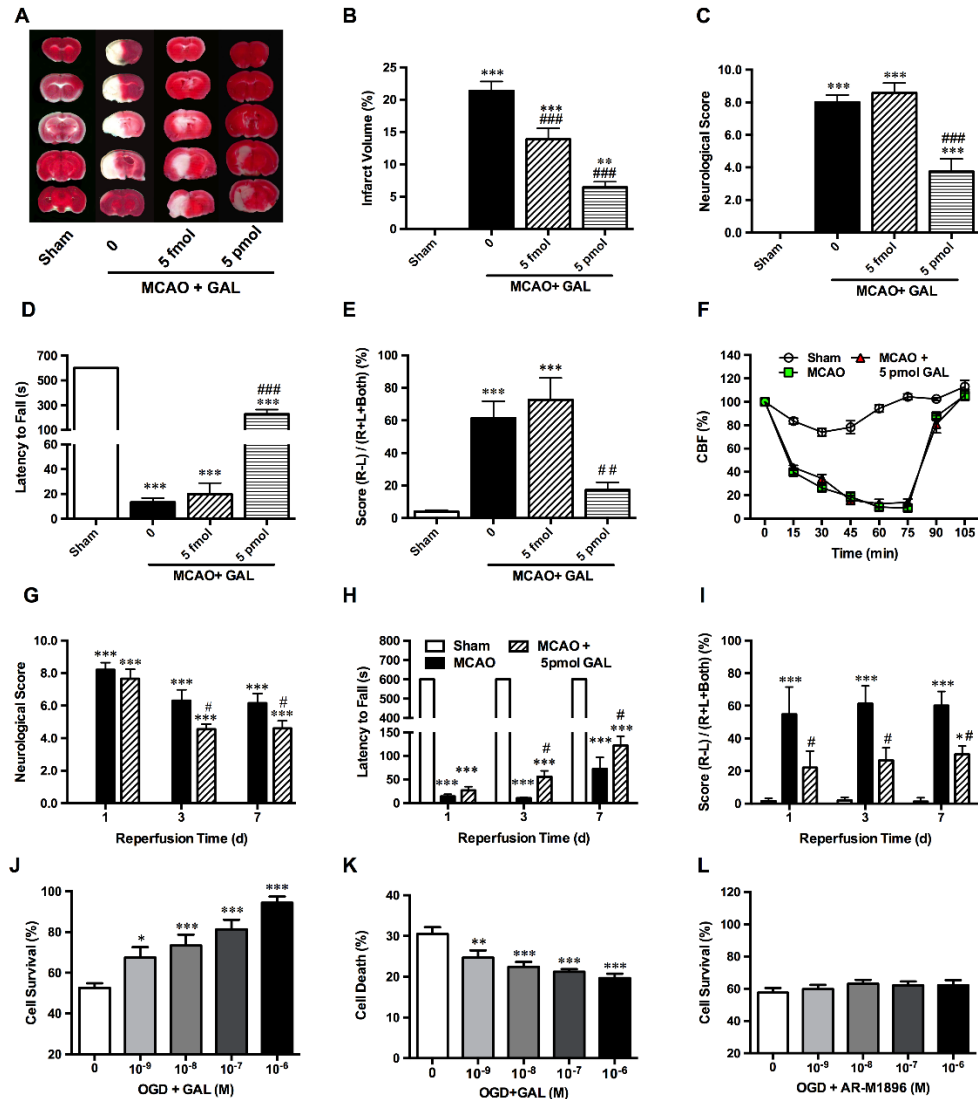 A
Sham
0
5 fmol
5 pmol
MCAO + GAL
B
Infarct Volume (%)
25
20
15
10
5
0
***
***
###
**
###
Sham
0
5 fmol
5 pmol
MCAO+ GAL
C
Neurological Score
10.0
8.0
6.0
4.0
2.0
0.0
***
***
###
***
Sham
0
5 fmol
5 pmol
MCAO+ GAL
D
Latency to Fall (s)
700
500
300
100
60
40
20
0
***
***
###
***
Sham
0
5 fmol
5 pmol
MCAO+ GAL
E
Score (R-L) / (R+L+Both) (%)
100
80
60
40
20
0
***
***
##
Sham
0
5 fmol
5 pmol
MCAO+ GAL
F
CBF (%)
140
120
100
80
60
40
20
0
Sham
MCAO
MCAO +
5 pmol GAL
0 15 30 45 60 75 90 105
Time (min)
G
Neurological Score
8.0
6.0
4.0
2.0
0.0
*** ***
***
#
***
***
#
***
1 3 7
Reperfusion Time (d)
H
Latency to Fall (s)
800
700
600
500
400
300
150
100
50
0
Sham
MCAO
MCAO +
5pmol GAL
*** ***
***
#
***
***
#
***
1 3 7
Reperfusion Time (d)
I
Score (R-L) / (R+L+Both) (%)
100
80
60
40
20
0
***
#
***
#
***
*#
1 3 7
Reperfusion Time (d)
J
Cell Survival (%)
100
80
60
40
20
*
***
***
***
0 10-9 10-8 10-7 10-6
OGD + GAL (M)
K
Cell Death (%)
40
30
20
10
0
**
***
***
***
0 10-9 10-8 10-7 10-6
OGD+GAL (M)
L
Cell Survival (%)
120
100
80
60
40
20
0 10-9 10-8 10-7 10-6
OGD + AR-M1896 (M)